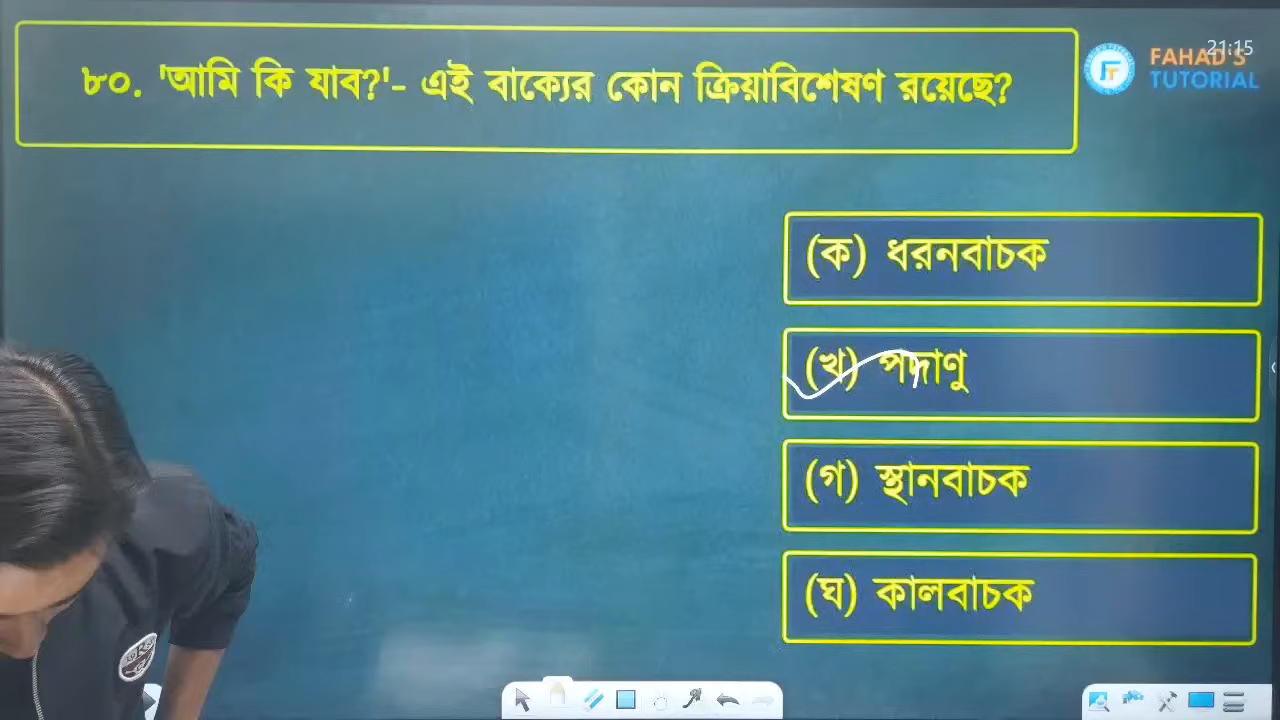 ৮০. 'আমি কি যাব?'- এই বাক্যের কোন ক্রিয়াবিশেষণ রয়েছে?
21:15
FAHAD'S
TUTORIAL
(ক) ধরনবাচক
(খ) পদাণু
(গ) স্থানবাচক
(ঘ) কালবাচক